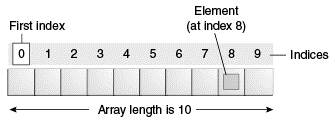 First index
Element
(at index 8)
0 1 2 3 4 5 6 7 8 9 Indices
Array length is 10